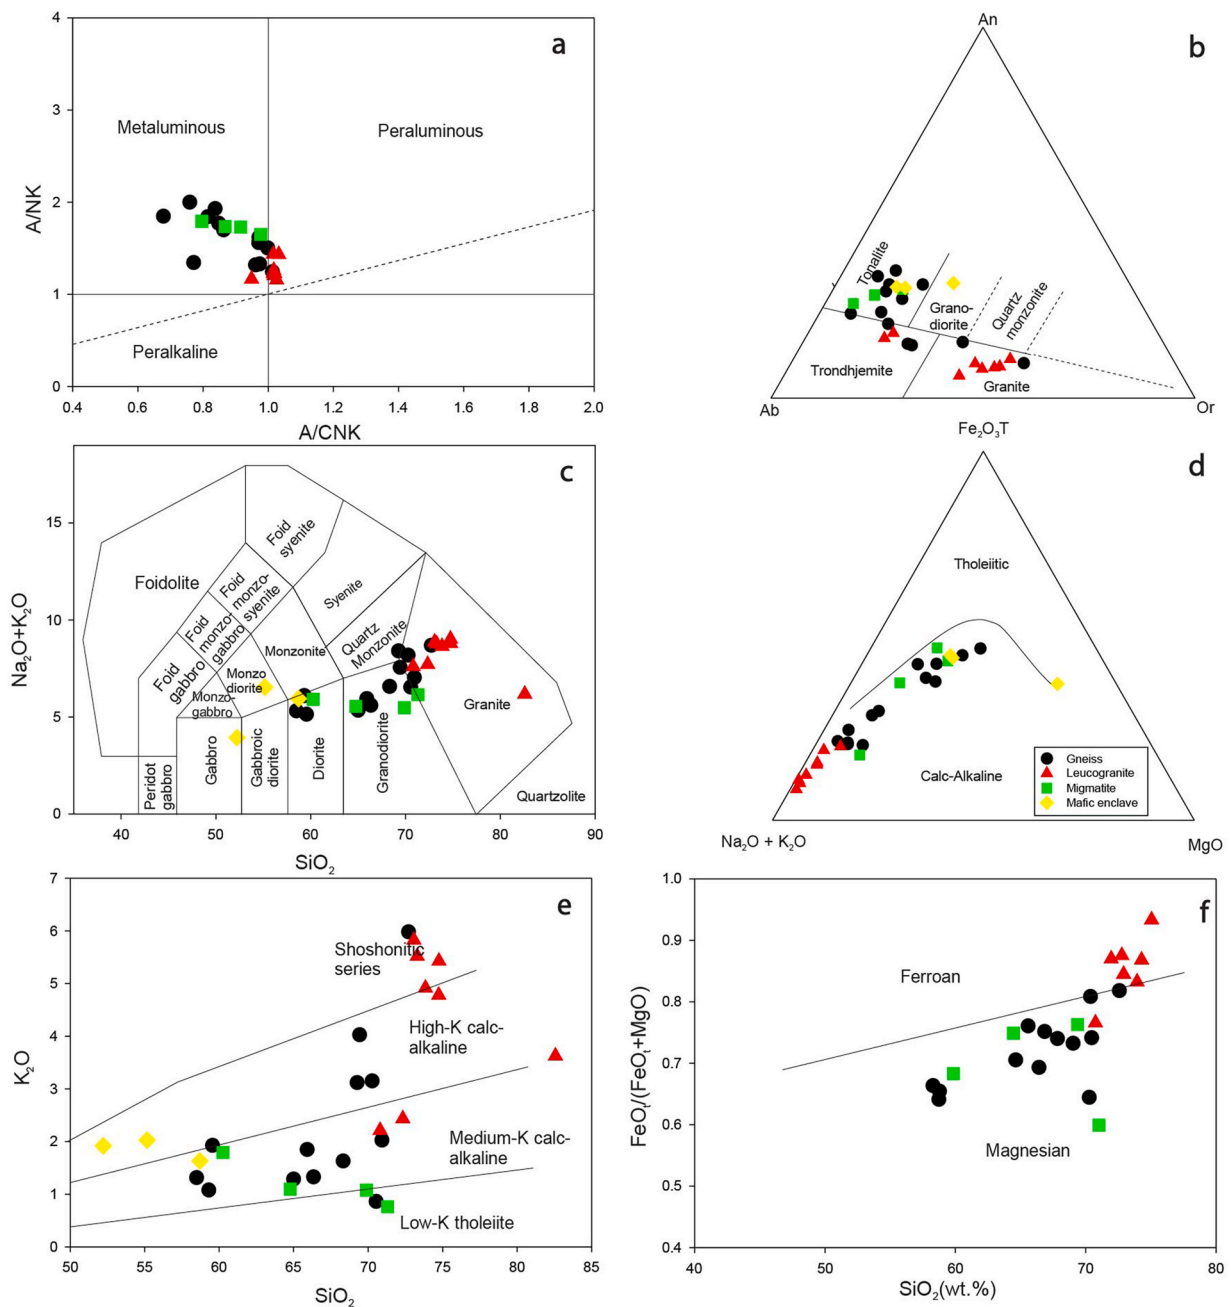 a
4
3
2
1
0
0.4
0.6
0.8
1.0
1.2
1.4
1.6
1.8
2.0
A/NK
A/CNK
Metaluminous
Peraluminous
Peralkaline
b
An
Ab
Or
Tonalite
Grano-
diorite
Quartz
monzonite
Trondhjemite
Granite
c
15
10
5
0
40
50
60
70
80
90
Na₂O+K₂O
SiO₂
Foidolite
Foid
syenite
Foid
monzo-
syenite
Foid
monzo-
gabbro
Foid
gabbro
Syenite
Monzonite
Quartz
Monzonite
Monzo
diorite
Monzo-
gabbro
Peridot
gabbro
Gabbro
Gabbroic
diorite
Diorite
Granodiorite
Granite
Quartzolite
d
Fe₂O₃T
Tholeiitic
Calc-Alkaline
Na₂O + K₂O
MgO
Gneiss
Leucogranite
Migmatite
Mafic enclave
e
7
6
5
4
3
2
1
0
50
55
60
65
70
75
80
85
K₂O
SiO₂
Shoshonitic
series
High-K calc-
alkaline
Medium-K calc-
alkaline
Low-K tholeiite
f
1.0
0.9
0.8
0.7
0.6
0.5
0.4
40
50
60
70
80
FeOₜ/(FeOₜ+MgO)
SiO₂(wt.%)
Ferroan
Magnesian